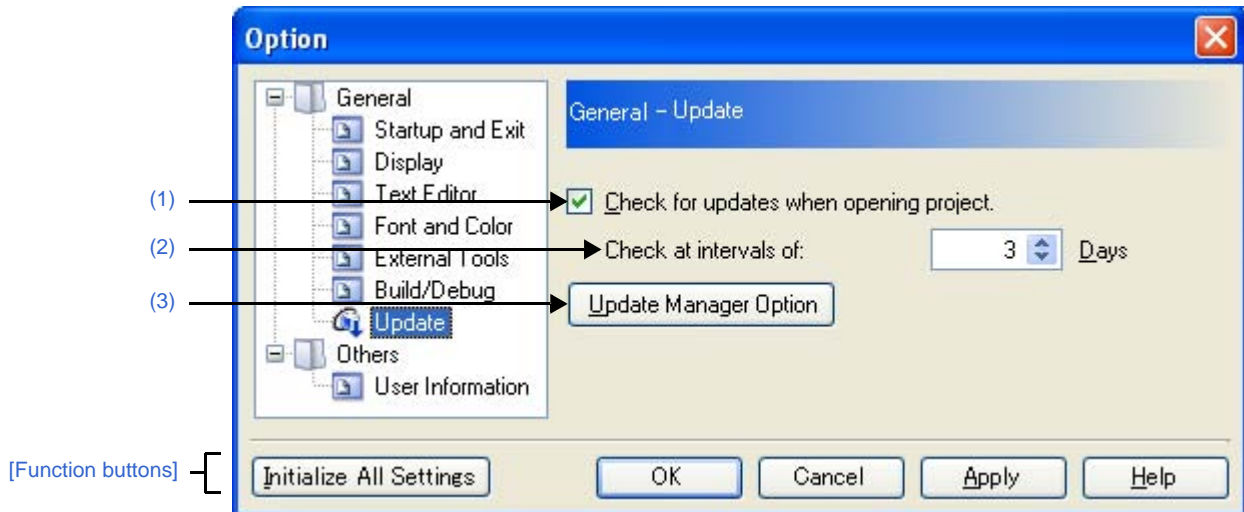 Option
General
Startup and Exit
Display
Text Editor
Font and Color
External Tools
Build/Debug
Update
Others
User Information
General - Update
(1)
Check for updates when opening project.
(2)
Check at intervals of:
3
Days
(3)
Update Manager Option
[Function buttons]
Initialize All Settings
OK
Cancel
Apply
Help